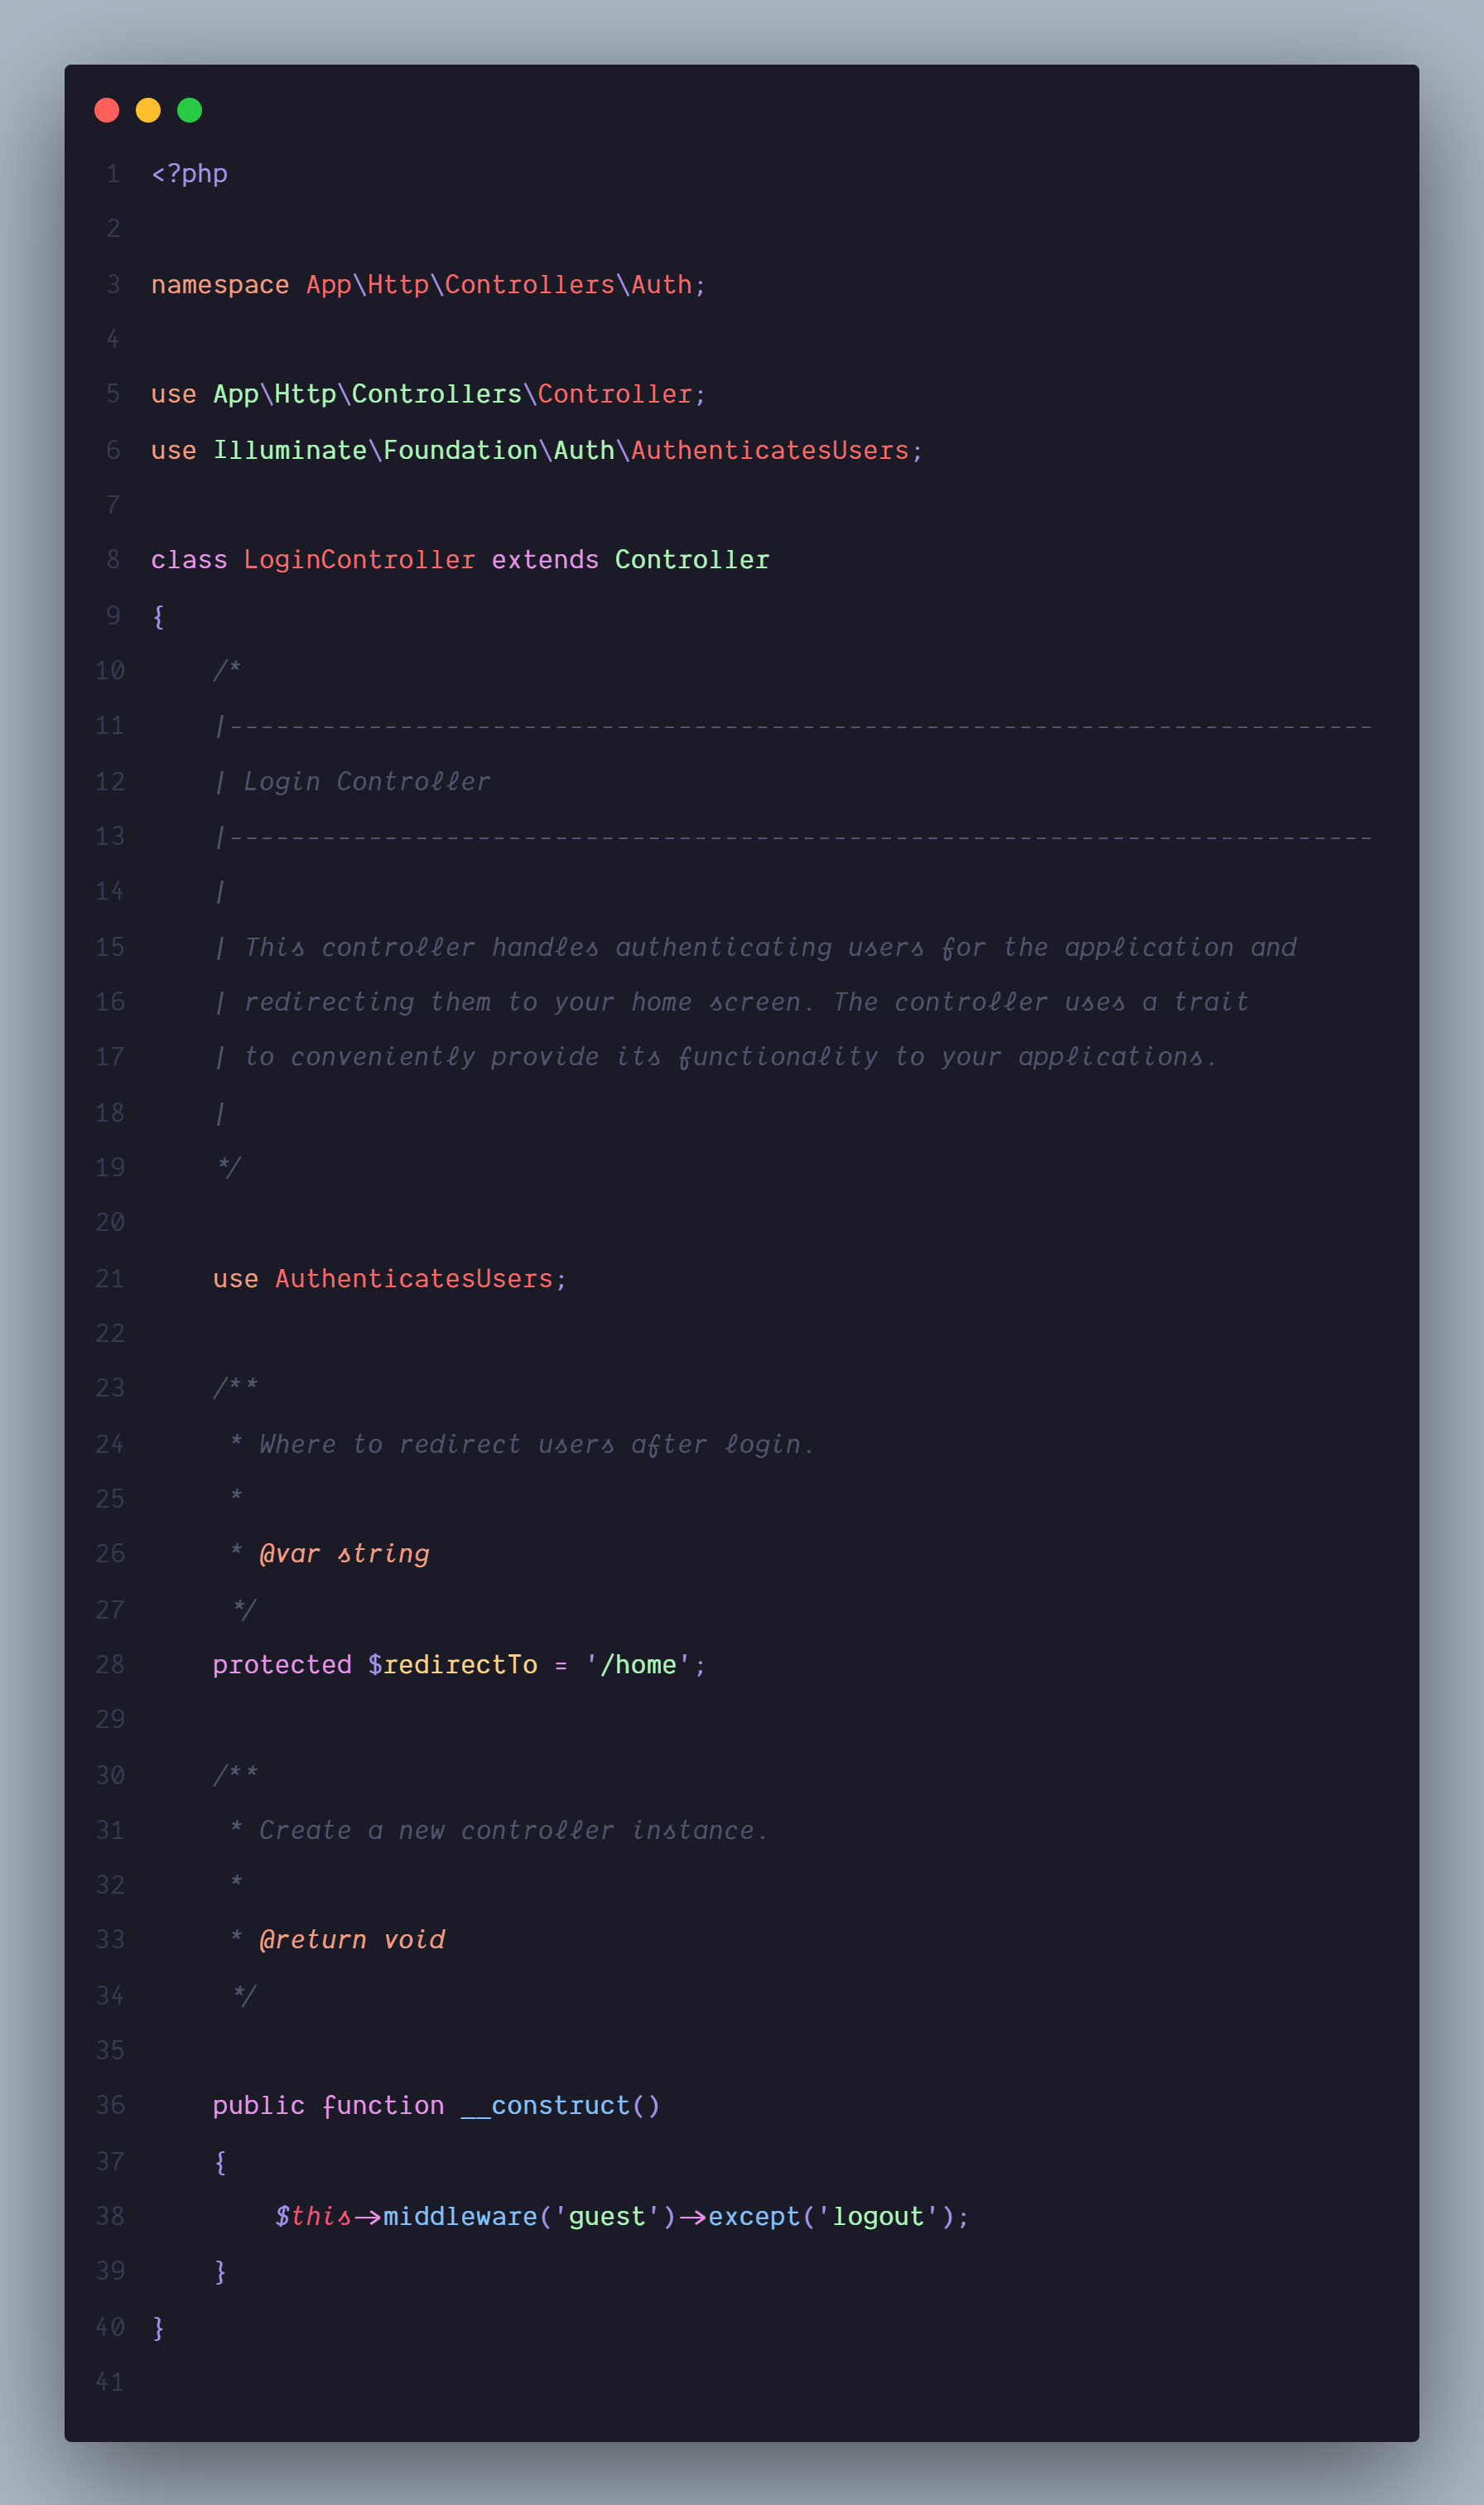 1 <?php
2
3 namespace App\Http\Controllers\Auth;
4
5 use App\Http\Controllers\Controller;
6 use Illuminate\Foundation\Auth\AuthenticatesUsers;
7
8 class LoginController extends Controller
9 {
10     /*
11     |--------------------------------------------------------------------------
12     | Login Controller
13     |--------------------------------------------------------------------------
14     |
15     | This controller handles authenticating users for the application and
16     | redirecting them to your home screen. The controller uses a trait
17     | to conveniently provide its functionality to your applications.
18     |
19     */
20
21     use AuthenticatesUsers;
22
23     /**
24      * Where to redirect users after login.
25      *
26      * @var string
27      */
28     protected $redirectTo = '/home';
29
30     /**
31      * Create a new controller instance.
32      *
33      * @return void
34      */
35
36     public function __construct()
37     {
38         $this->middleware('guest')->except('logout');
39     }
40 }
41